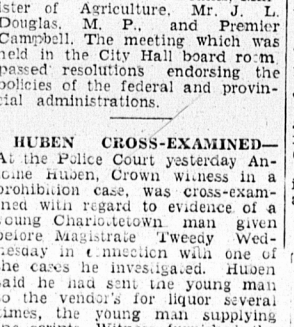 ister of Agriculture, Mr. J. L.
Douglas, M. P., and Premier
Campbell. The meeting which was
held in the City Hall board room
passed resolutions endorsing the
policies of the federal and provin-
cial administrations.
HUBEN CROSS-EXAMINED—
At the Police Court yesterday An-
toine Huben, Crown witness in a
prohibition case, was cross-exam-
ined with regard to evidence of a
young Charlottetown man given
before Magistrate Tweedy Wed-
nesday in connection with one of
the cases he investigated. Huben
said he had sent the young man
to the vendor's for liquor several
times, the young man supplying